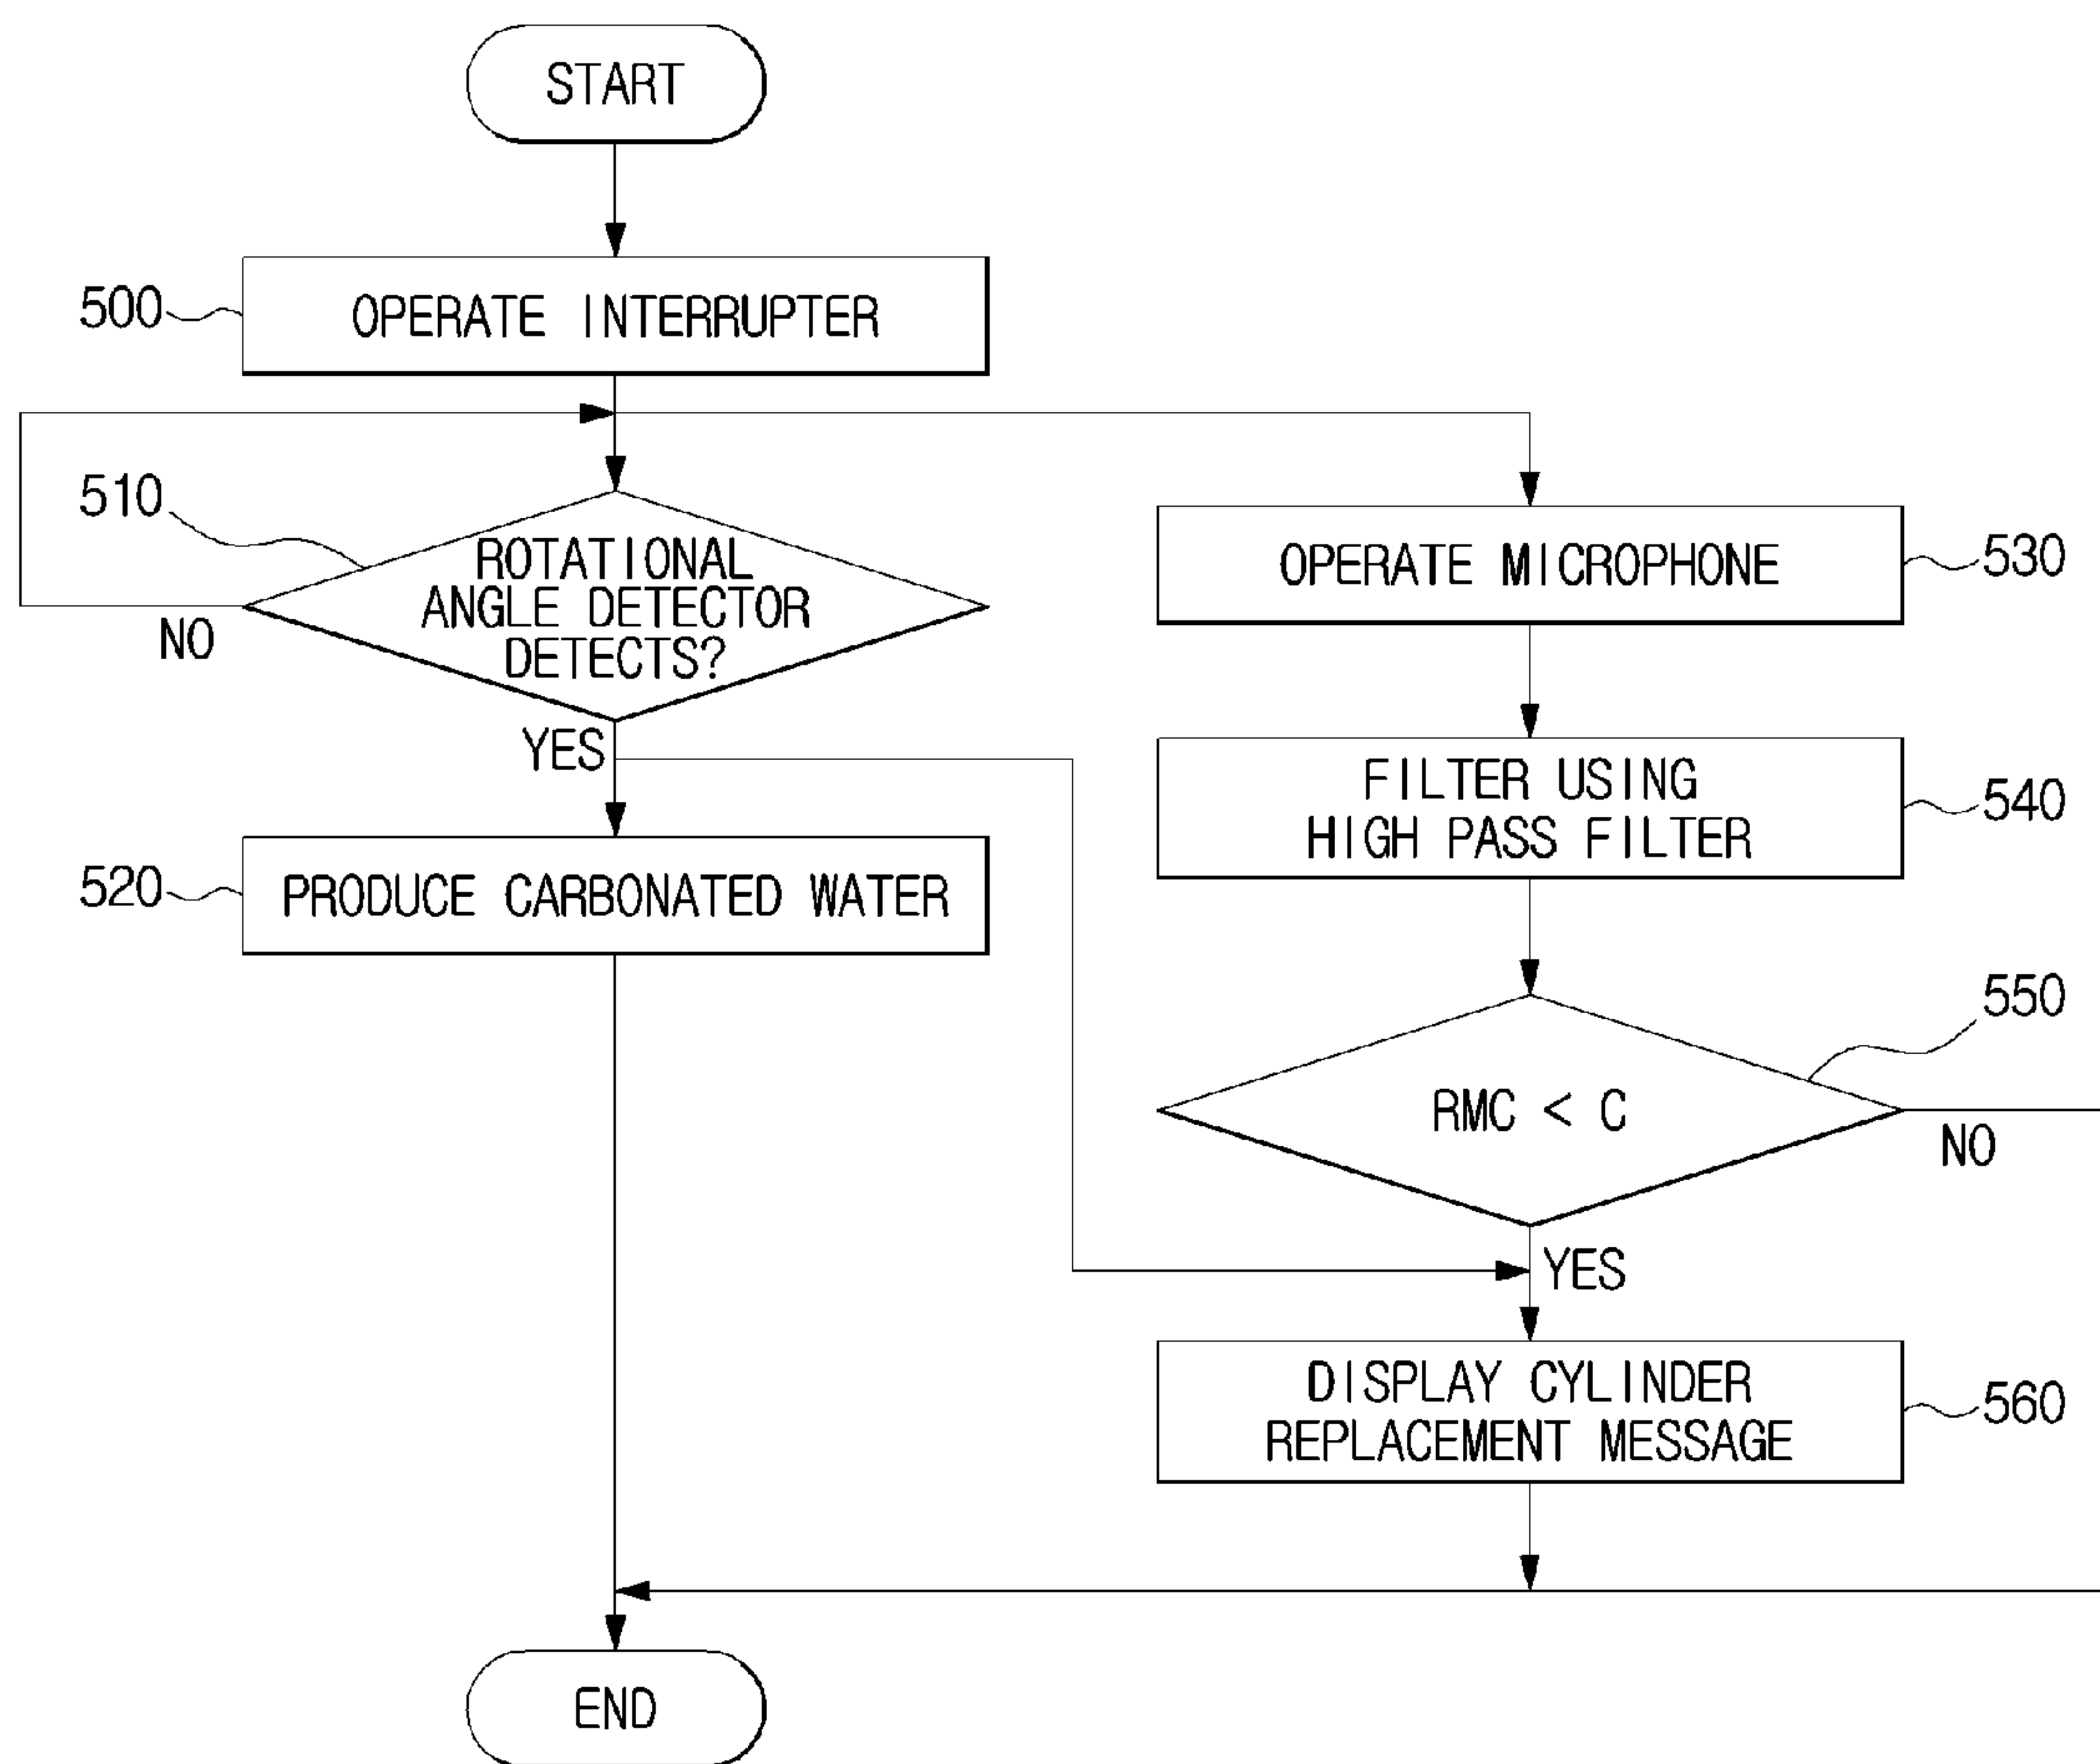 START
500
OPERATE INTERRUPTER
510
ROTATIONAL
ANGLE DETECTOR
DETECTS?
NO
YES
520
PRODUCE CARBONATED WATER
OPERATE MICROPHONE
530
FILTER USING
HIGH PASS FILTER
540
550
RMC < C
NO
YES
DISPLAY CYLINDER
REPLACEMENT MESSAGE
560
END